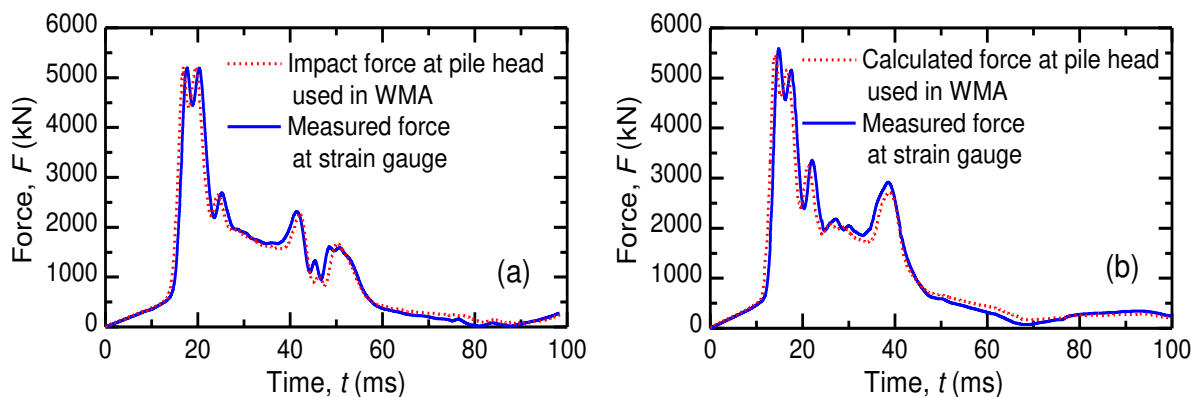 6000
5000
4000
3000
2000
1000
0
Force, F (kN)
Impact force at pile head
used in WMA
Measured force
at strain gauge
(a)
0 20 40 60 80 100
Time, t (ms)
6000
5000
4000
3000
2000
1000
0
Force, F (kN)
Calculated force at pile head
used in WMA
Measured force
at strain gauge
(b)
0 20 40 60 80 100
Time, t (ms)